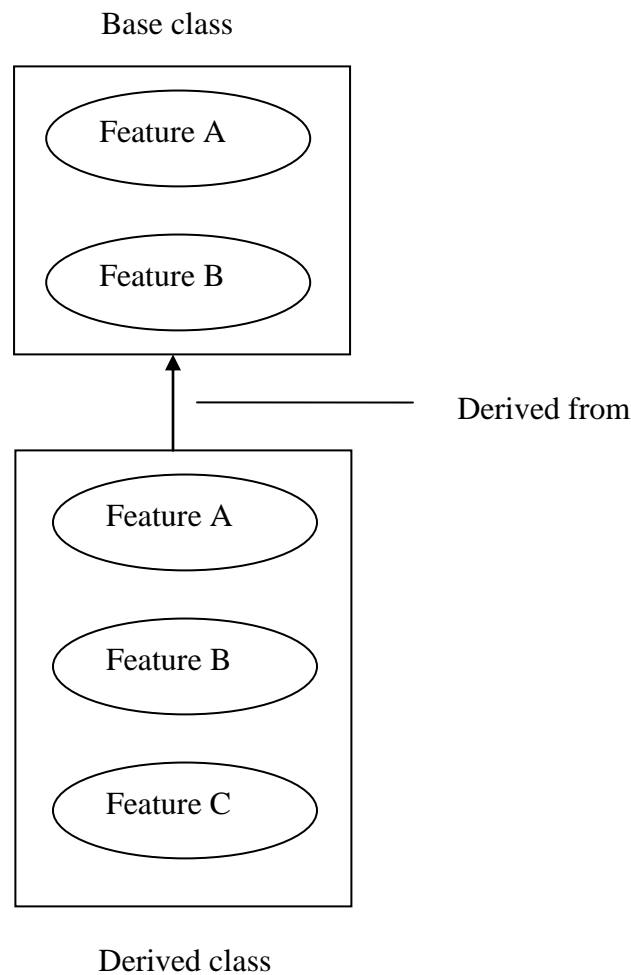 Base class
Feature A
Feature B
Derived from
Feature A
Feature B
Feature C
Derived class